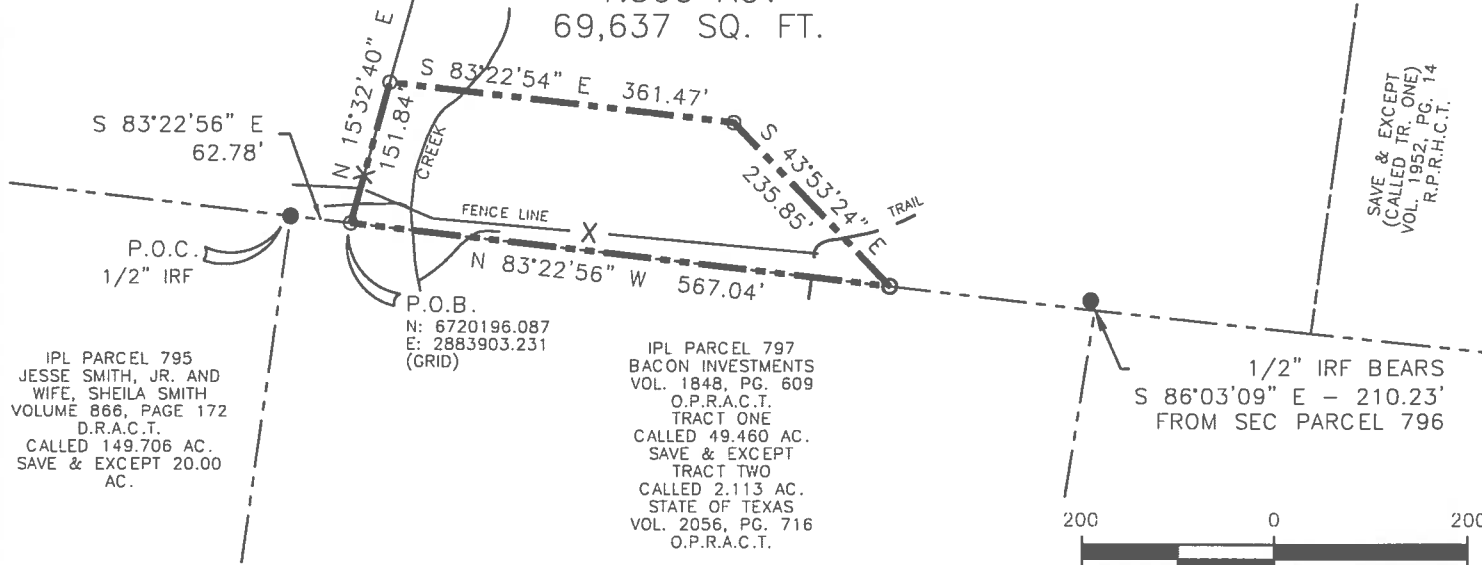 69,637 SQ. FT.
N 15°32'40" E
151.84'
S 83°22'54" E 361.47'
S 83°22'56" E
62.78'
CREEK
S 43°53'24" E
235.85'
TRAIL
SAVE & EXCEPT
(CALLED TR. ONE)
VOL. 1952, PG. 14
R.P.R.H.C.T.
FENCE LINE
X
X
P.O.C.
1/2" IRF
N 83°22'56" W 567.04'
P.O.B.
N: 6720196.087
E: 2883903.231
(GRID)
IPL PARCEL 795
JESSE SMITH, JR. AND
WIFE, SHEILA SMITH
VOLUME 866, PAGE 172
D.R.A.C.T.
CALLED 149.706 AC.
SAVE & EXCEPT 20.00
AC.
IPL PARCEL 797
BACON INVESTMENTS
VOL. 1848, PG. 609
O.P.R.A.C.T.
TRACT ONE
CALLED 49.460 AC.
SAVE & EXCEPT
TRACT TWO
CALLED 2.113 AC.
STATE OF TEXAS
VOL. 2056, PG. 716
O.P.R.A.C.T.
1/2" IRF BEARS
S 86°03'09" E - 210.23'
FROM SEC PARCEL 796
200 0 200